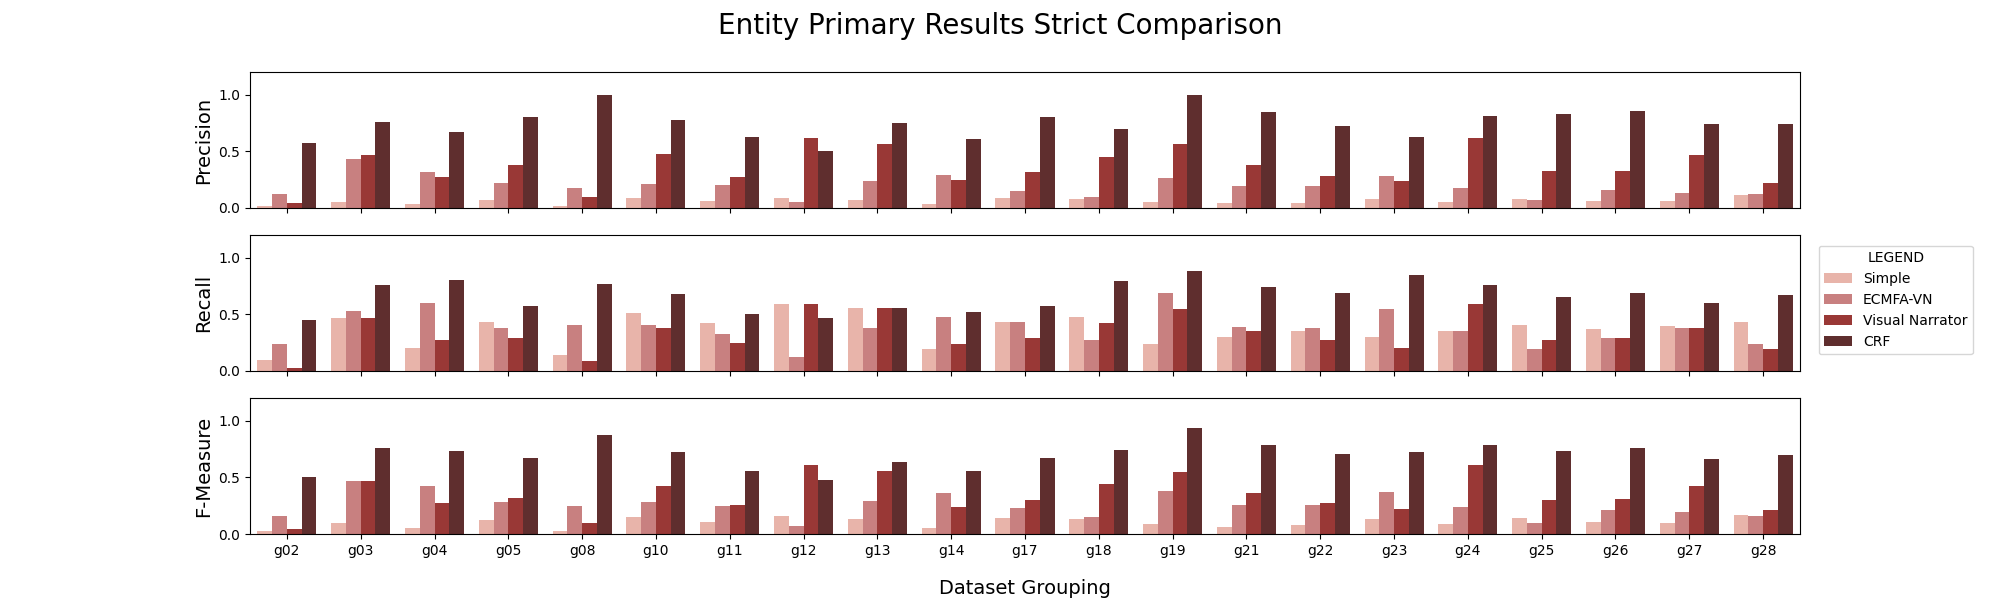 Entity Primary Results Strict Comparison
Precision
1.0
0.5
0.0
Recall
1.0
0.5
0.0
F-Measure
1.0
0.5
0.0
g02 g03 g04 g05 g08 g10 g11 g12 g13 g14 g17 g18 g19 g21 g22 g23 g24 g25 g26 g27 g28
Dataset Grouping
LEGEND
Simple
ECMFA-VN
Visual Narrator
CRF